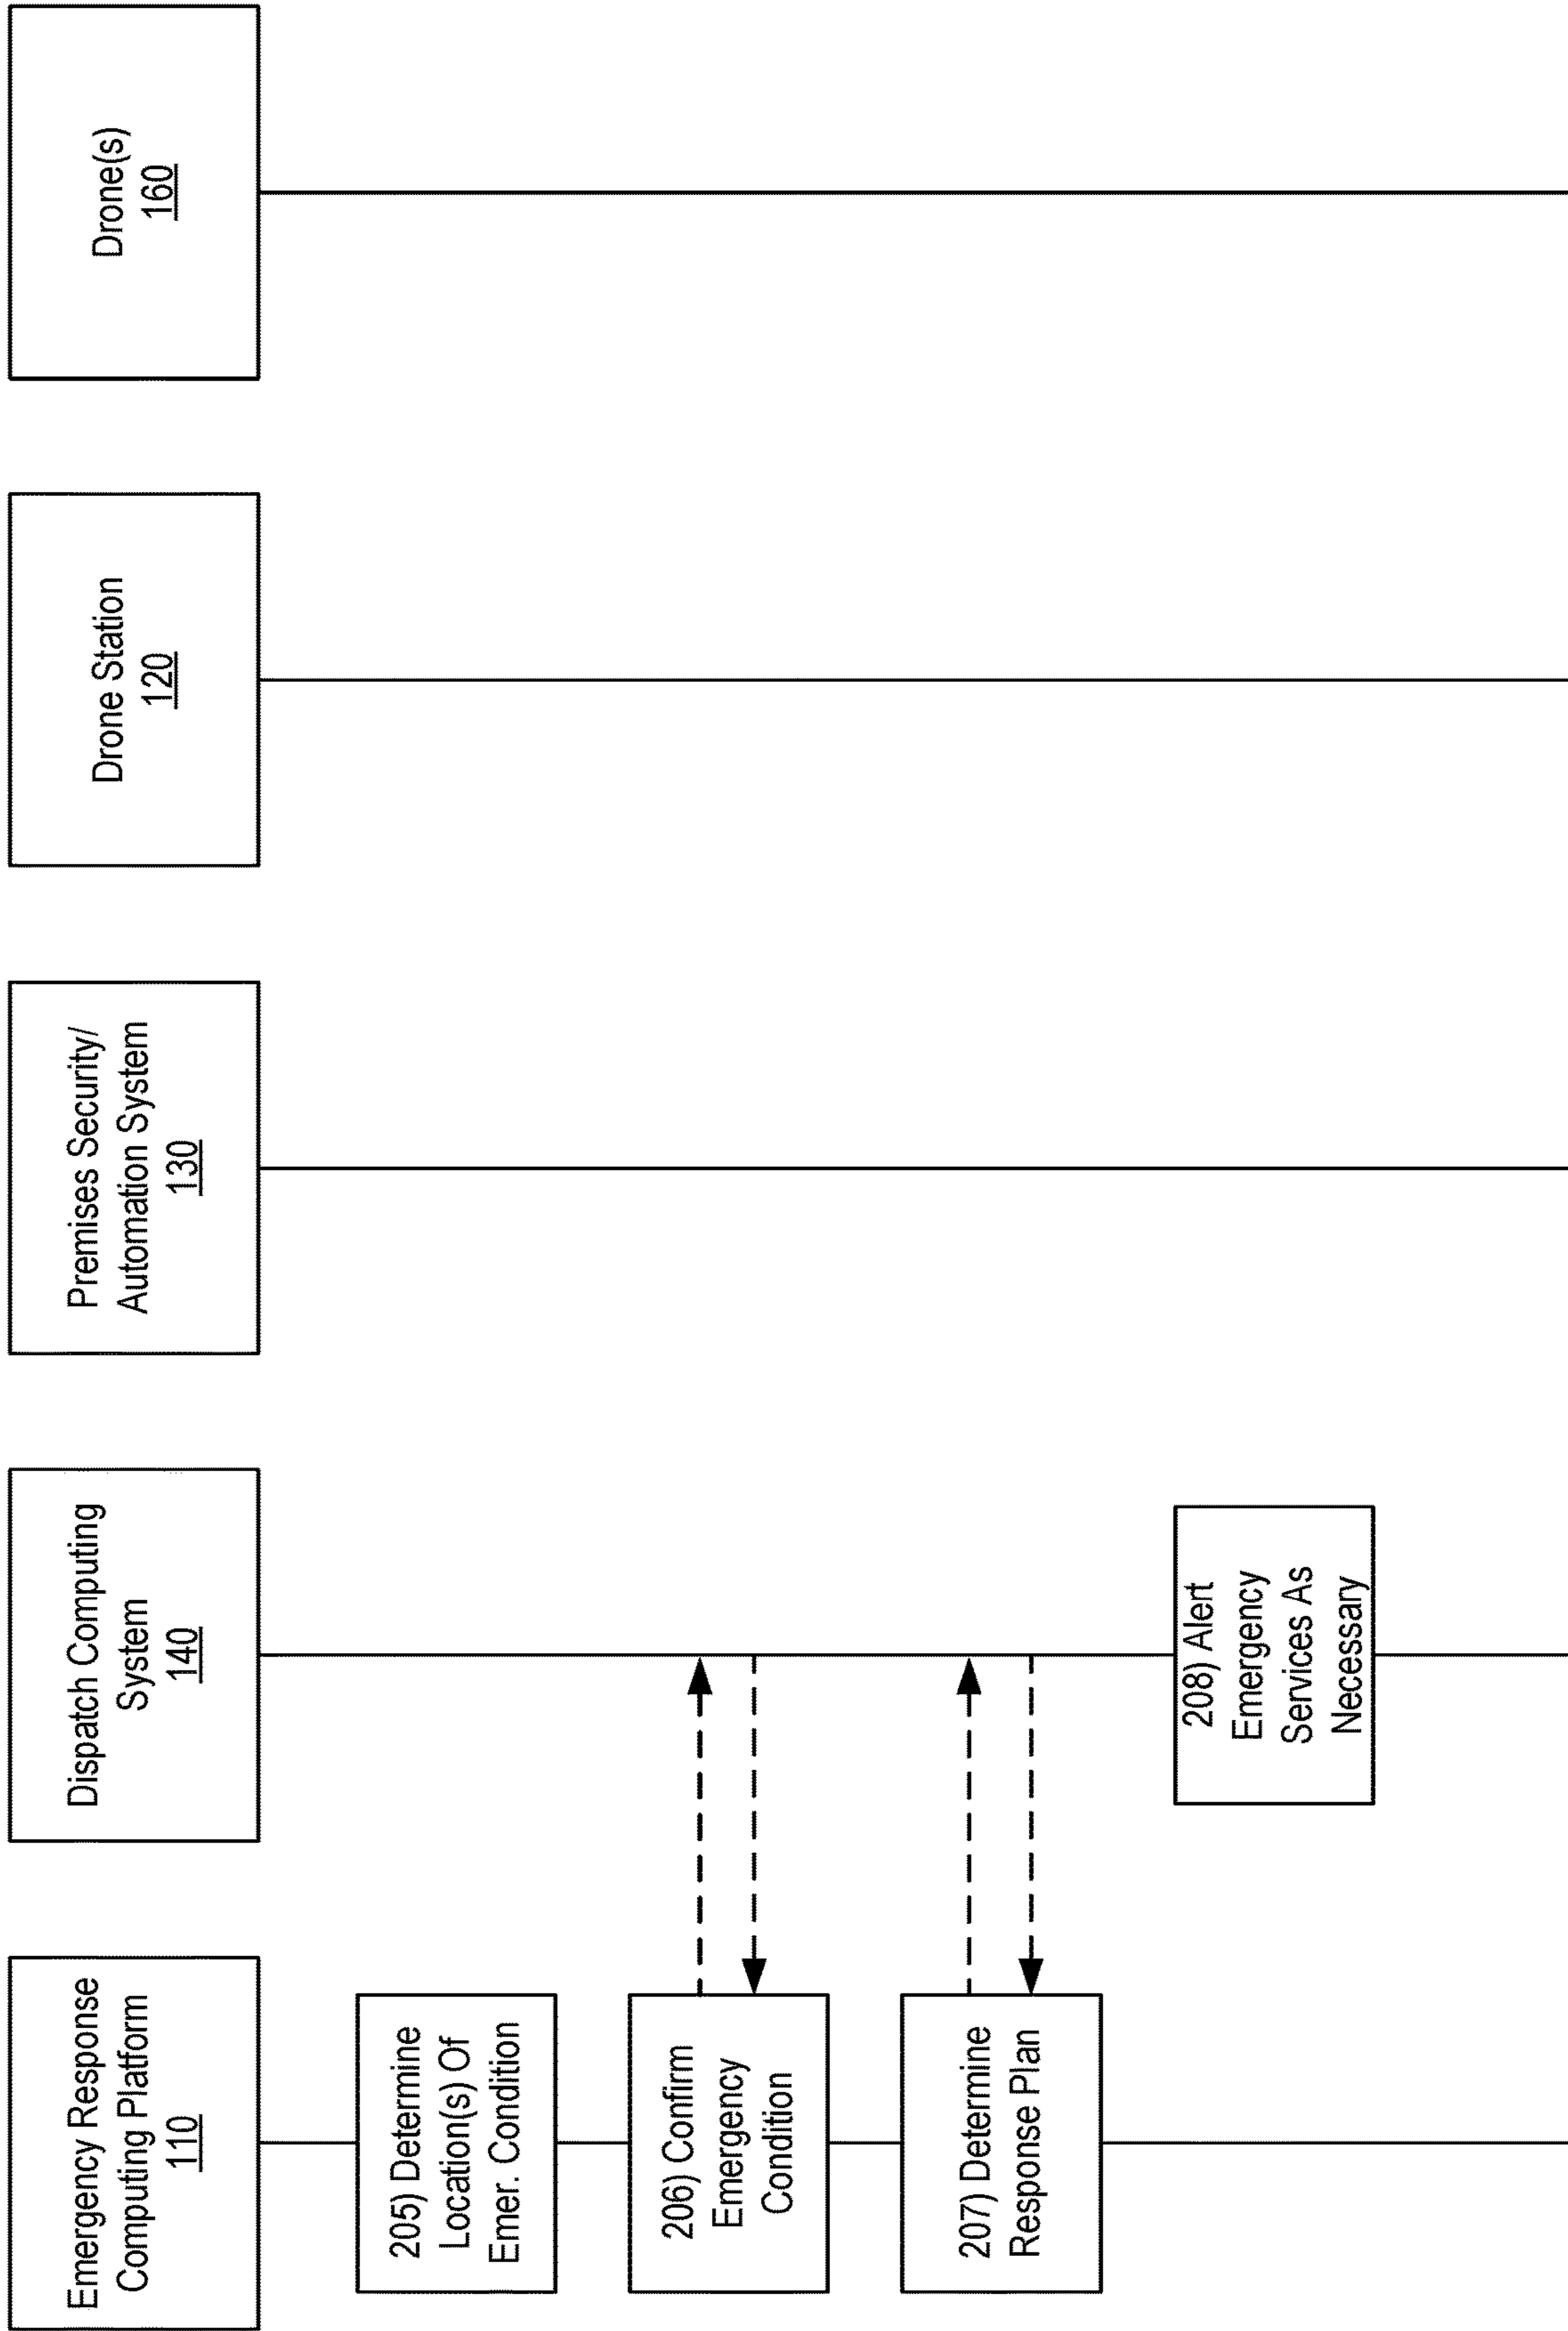 Emergency Response
Computing Platform
110
Dispatch Computing
System
140
Premises Security/
Automation System
130
Drone Station
120
Drone(s)
160
205) Determine
Location(s) Of
Emer. Condition
206) Confirm
Emergency
Condition
207) Determine
Response Plan
208) Alert
Emergency
Services As
Necessary